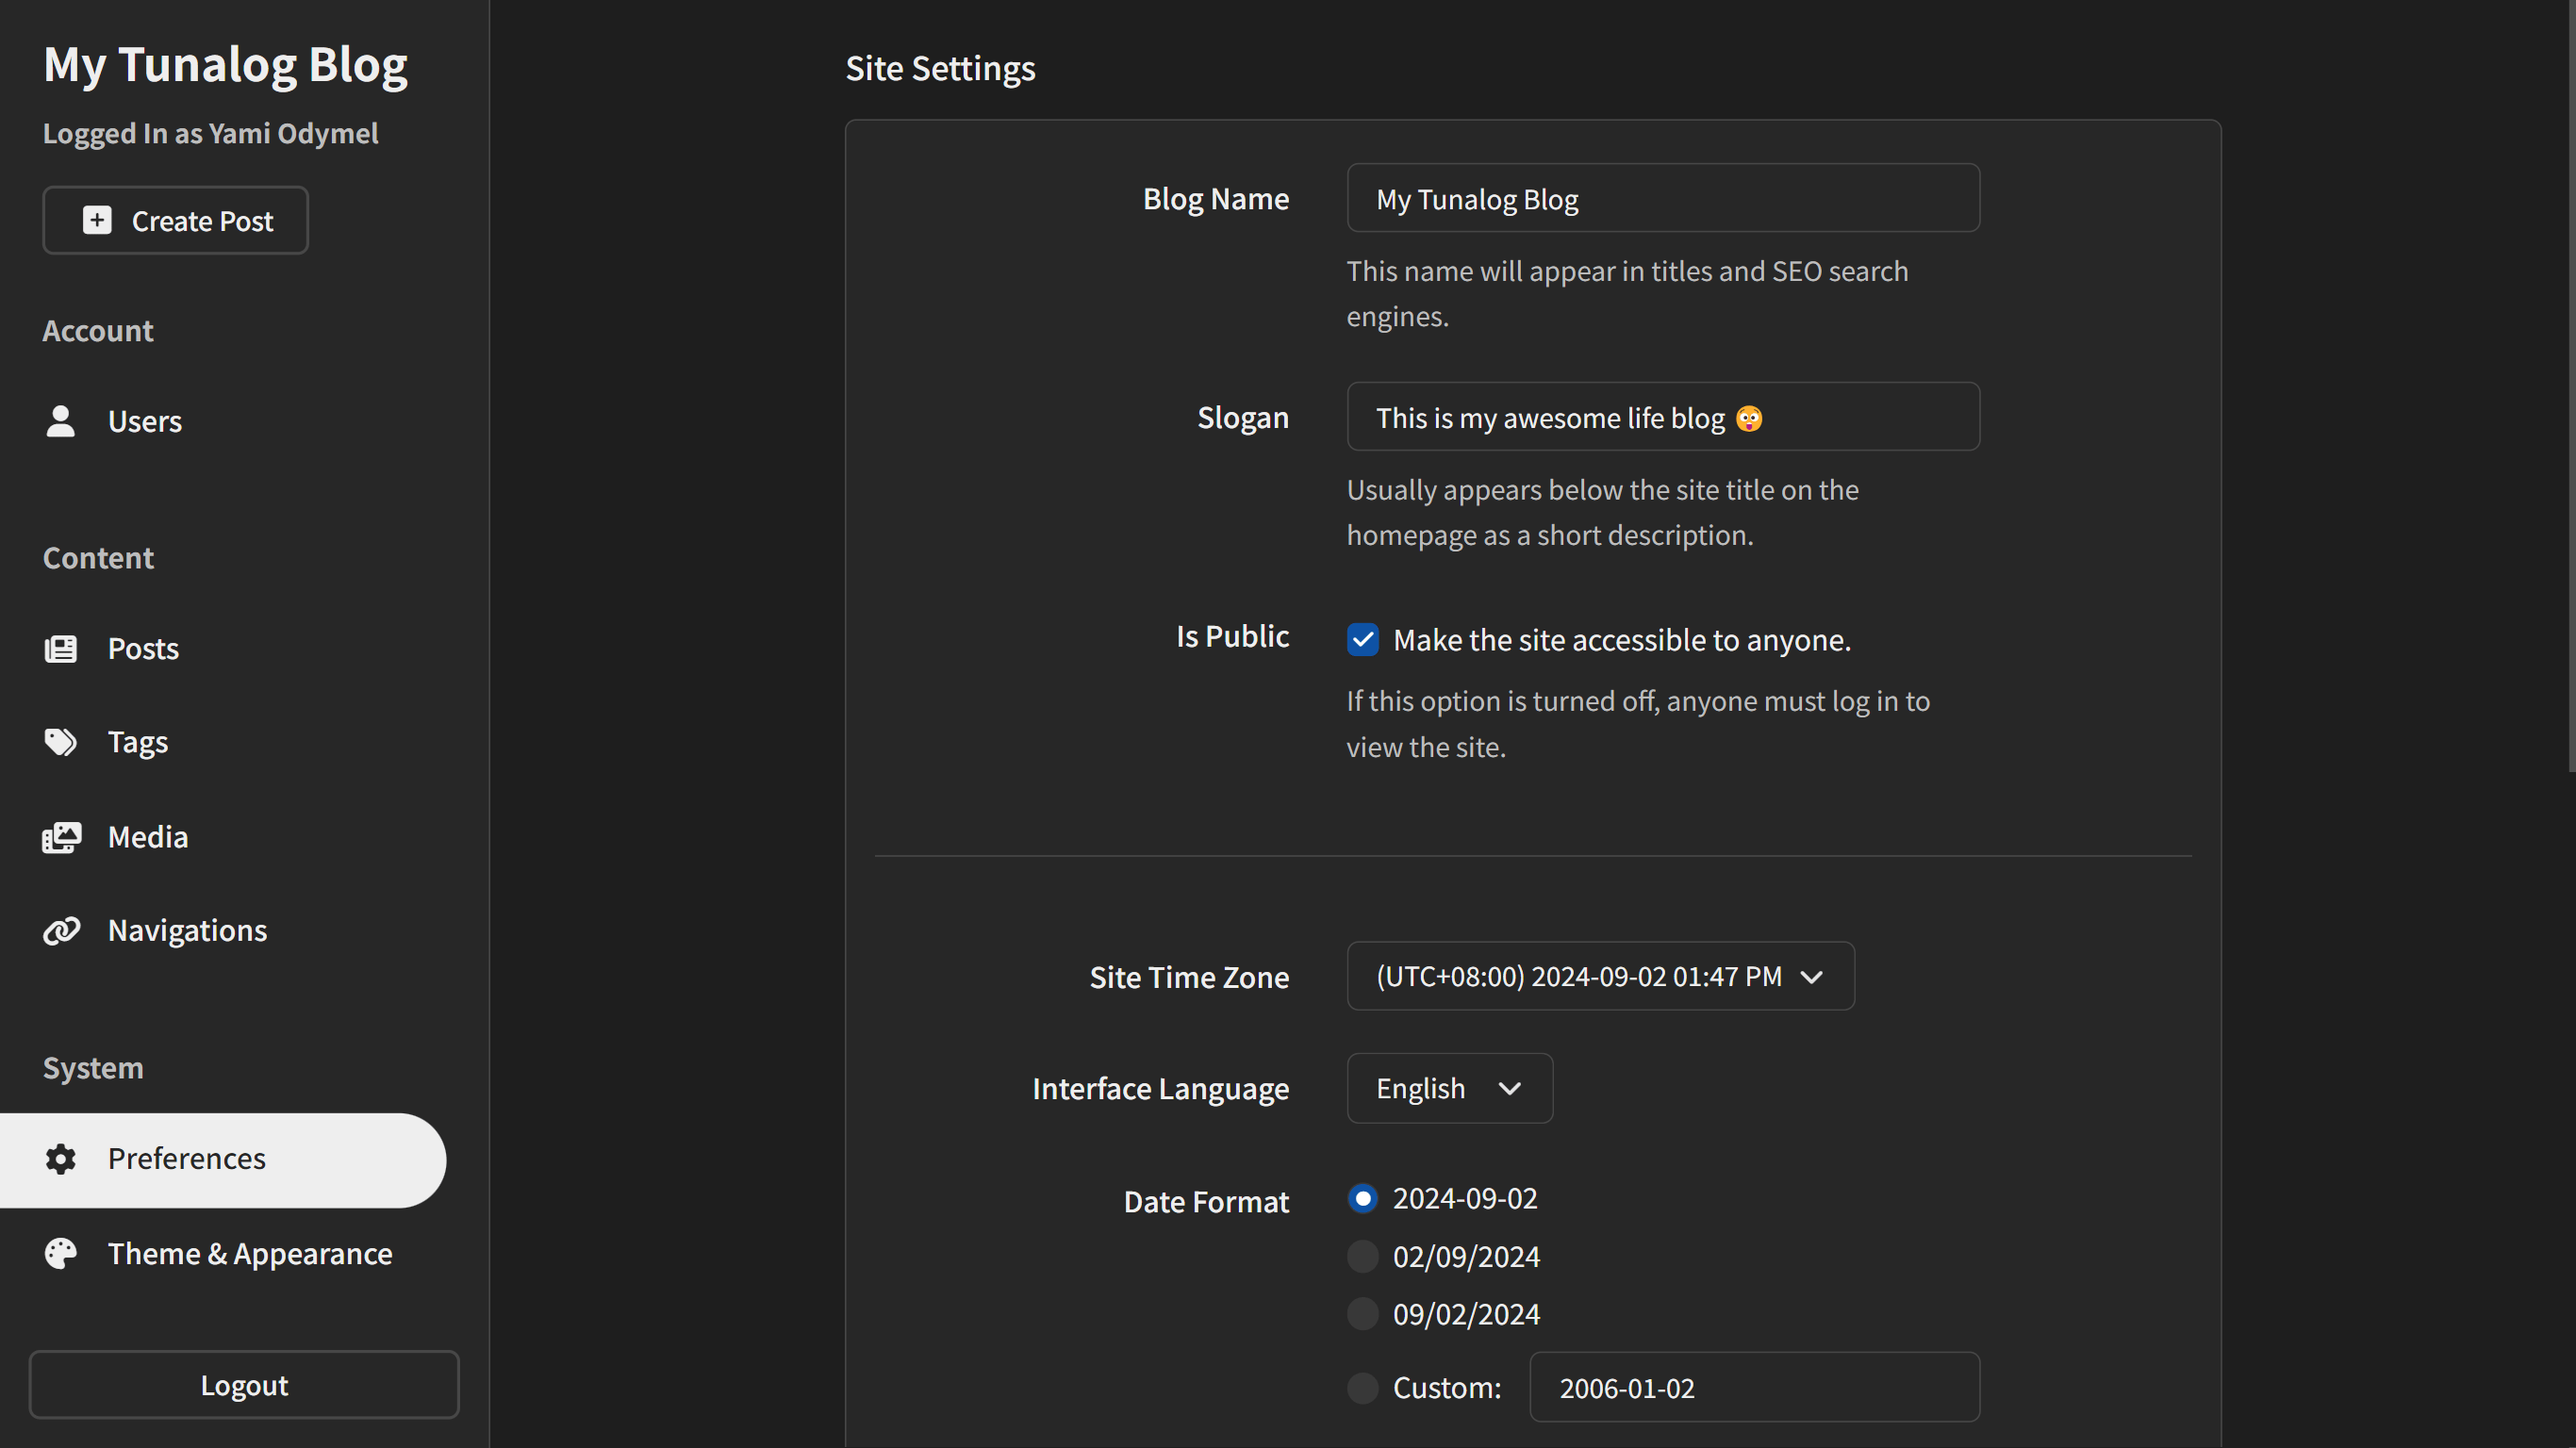 My Tunalog Blog
Logged In as Yami Odymel
Create Post
Account
Users
Content
Posts
Tags
Media
Navigations
System
Preferences
Theme & Appearance
Logout
Site Settings
Blog Name
My Tunalog Blog
This name will appear in titles and SEO search
engines.
Slogan
This is my awesome life blog 😲
Usually appears below the site title on the
homepage as a short description.
Is Public
Make the site accessible to anyone.
If this option is turned off, anyone must log in to
view the site.
Site Time Zone
(UTC+08:00) 2024-09-02 01:47 PM
Interface Language
English
Date Format
2024-09-02
02/09/2024
09/02/2024
Custom:
2006-01-02